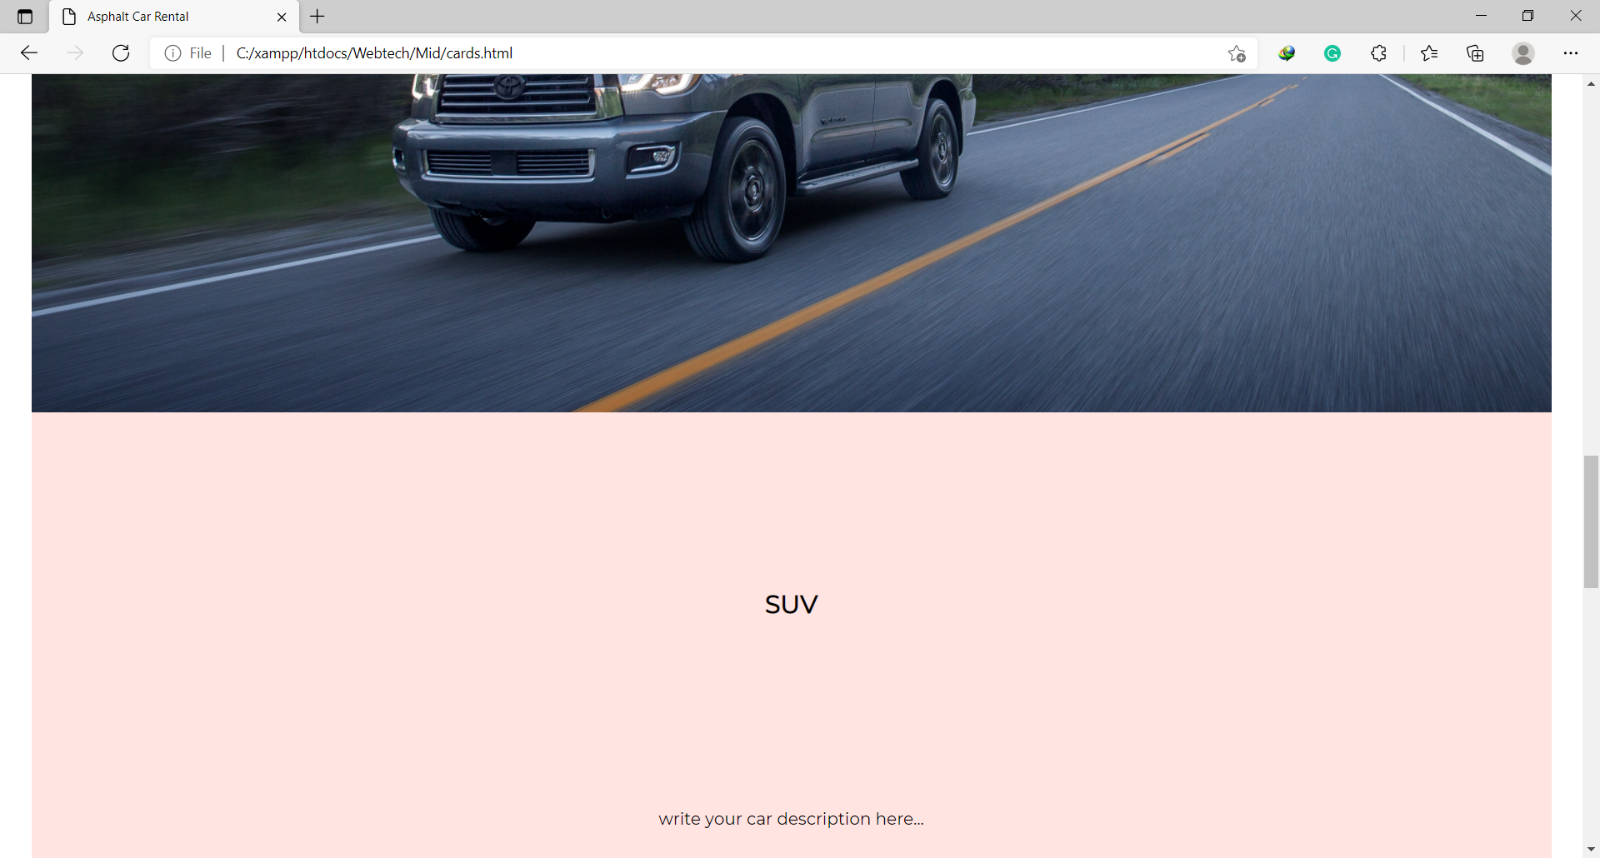 Asphalt Car Rental
File | C:/xampp/htdocs/Webtech/Mid/cards.html
SUV
write your car description here...